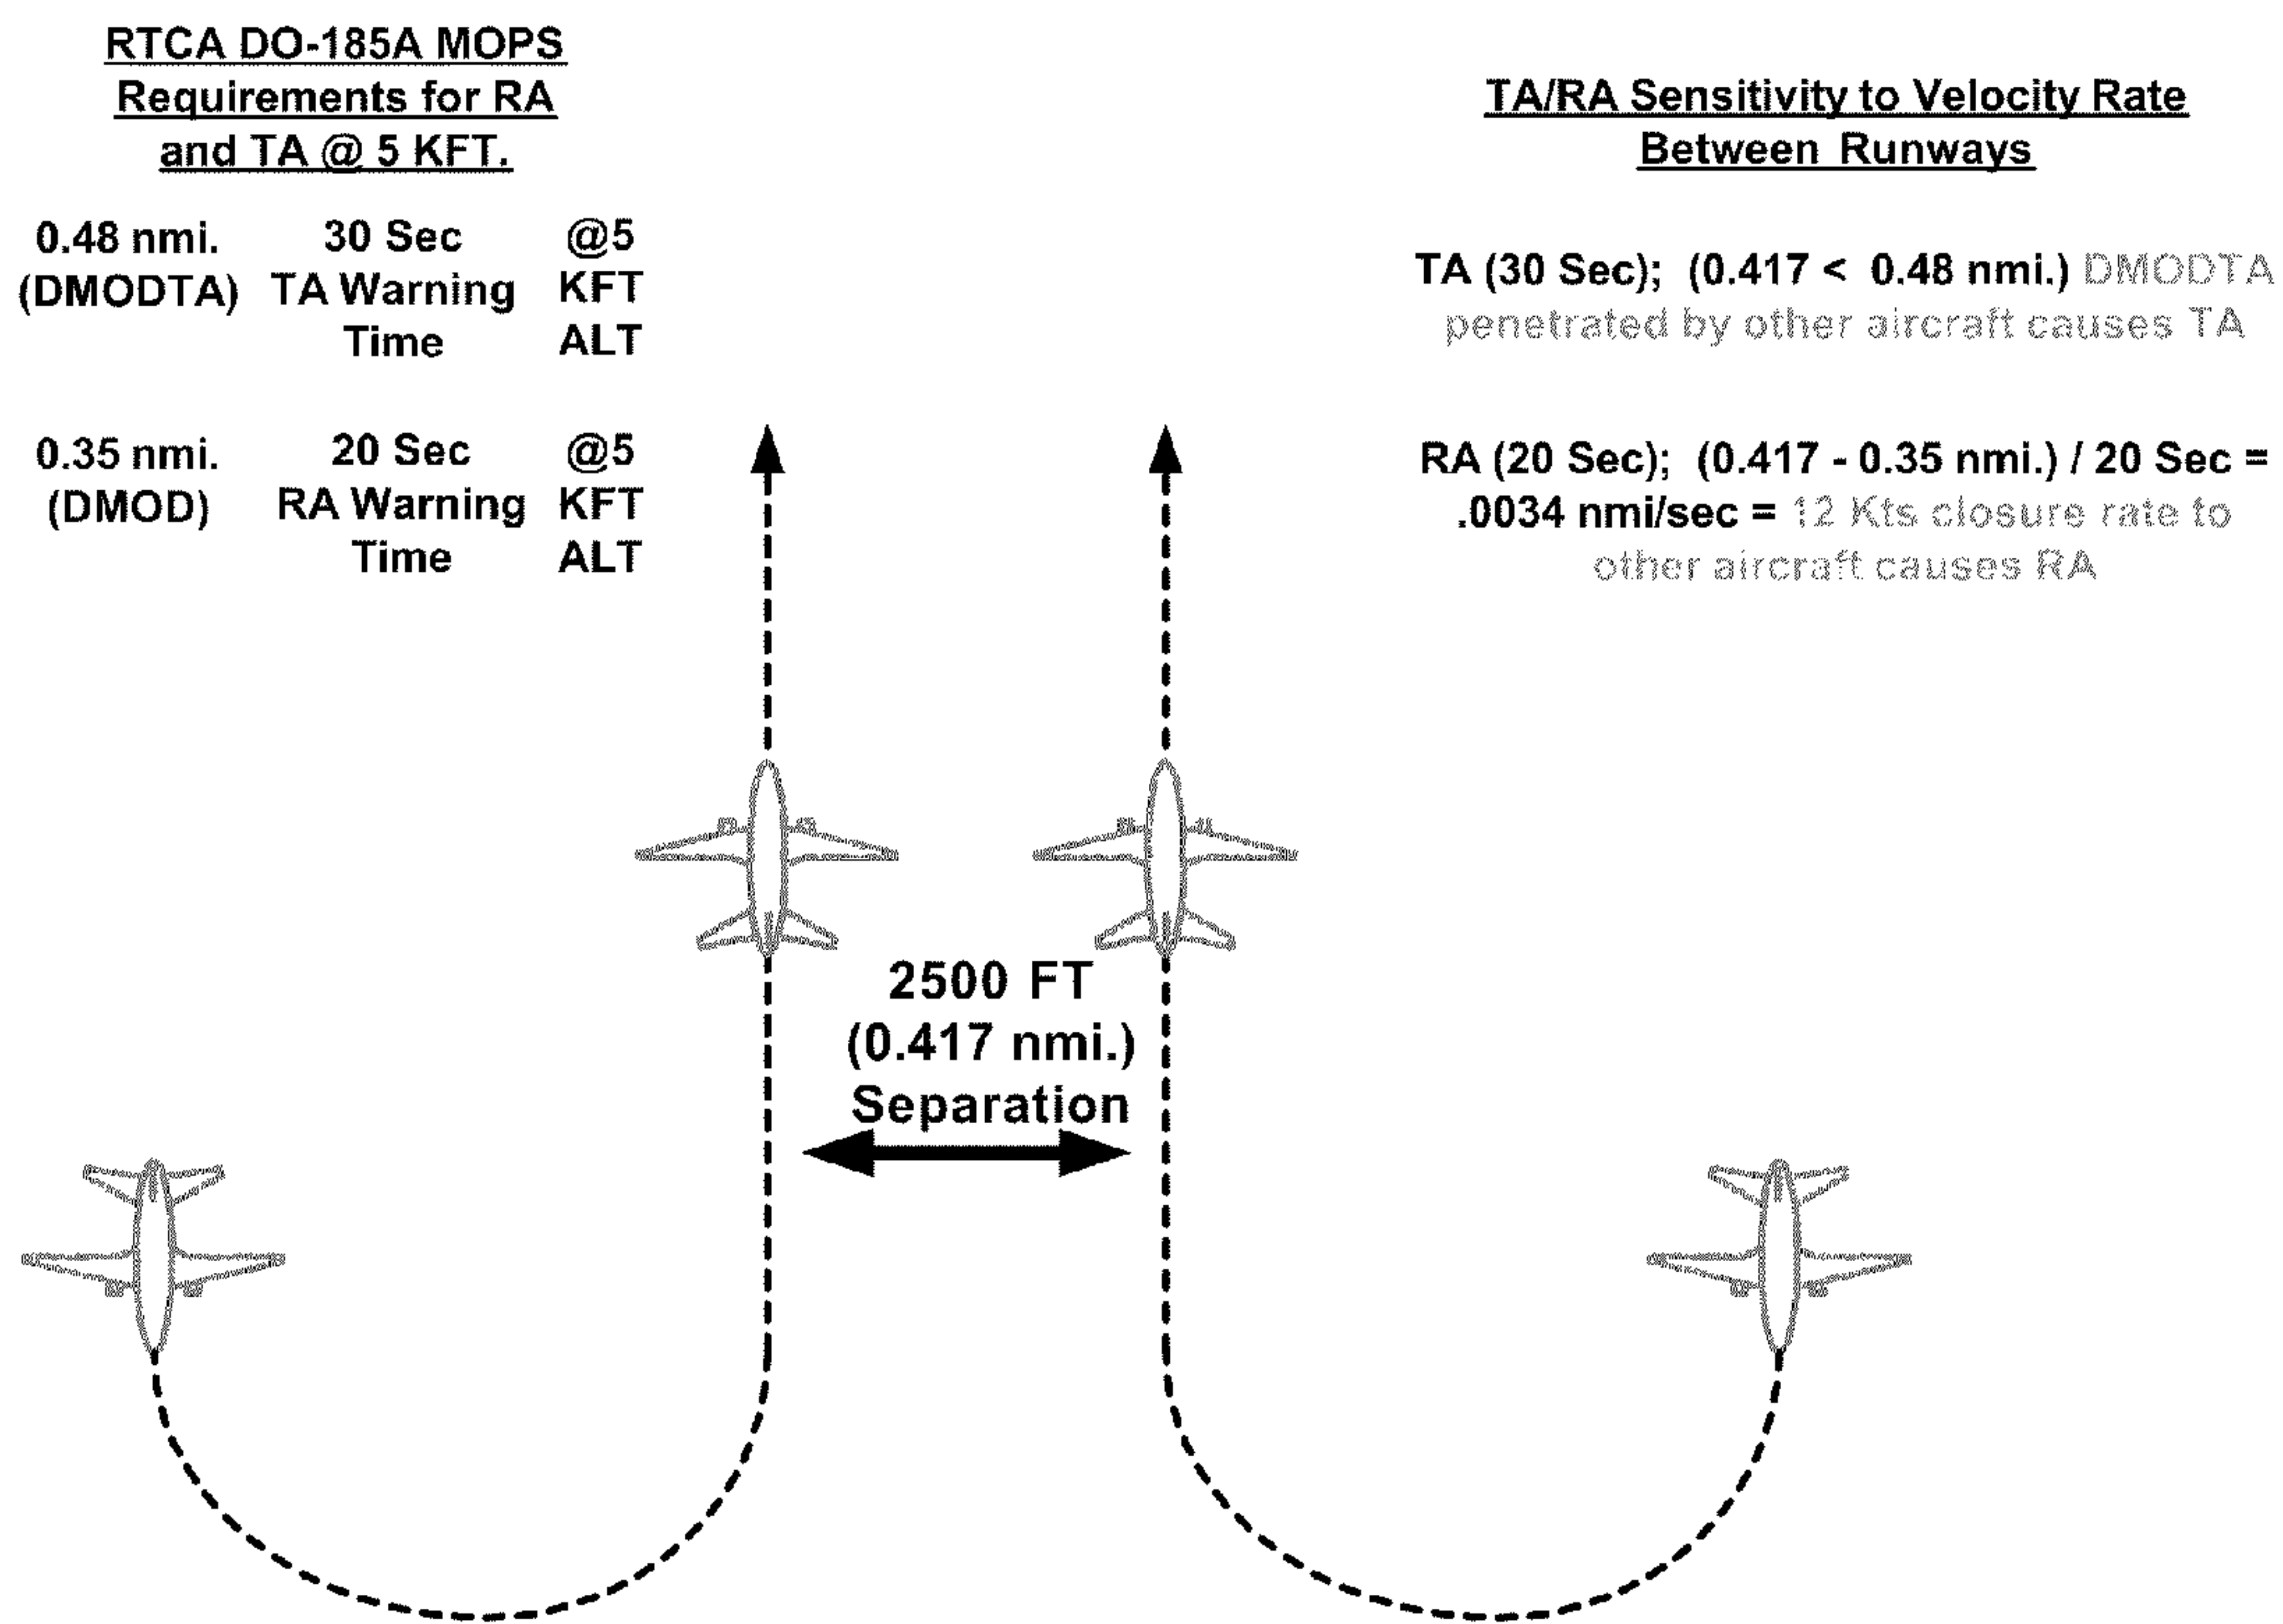 RTCA DO-185A MOPS
Requirements for RA
and TA @ 5 KFT.
0.48 nmi. 30 Sec @5
(DMODTA) TA Warning KFT
Time ALT
0.35 nmi. 20 Sec @5
(DMOD) RA Warning KFT
Time ALT
TA/RA Sensitivity to Velocity Rate
Between Runways
TA (30 Sec); (0.417 < 0.48 nmi.) DMODTA
penetrated by other aircraft causes TA
RA (20 Sec); (0.417 - 0.35 nmi.) / 20 Sec =
.0034 nmi/sec = 12 Kts closure rate to
other aircraft causes RA
2500 FT
(0.417 nmi.)
Separation